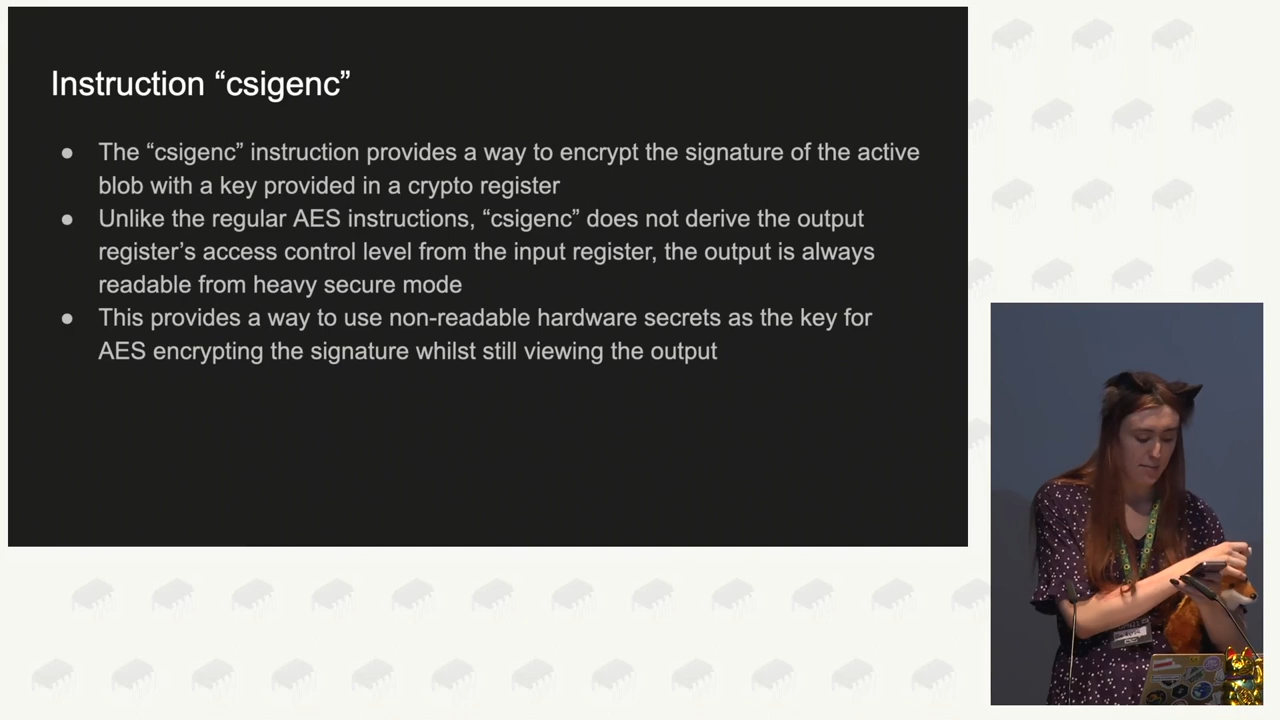 Instruction “csigenc”
● The “csigenc” instruction provides a way to encrypt the signature of the active
blob with a key provided in a crypto register
● Unlike the regular AES instructions, “csigenc” does not derive the output
register’s access control level from the input register, the output is always
readable from heavy secure mode
● This provides a way to use non-readable hardware secrets as the key for
AES encrypting the signature whilst still viewing the output